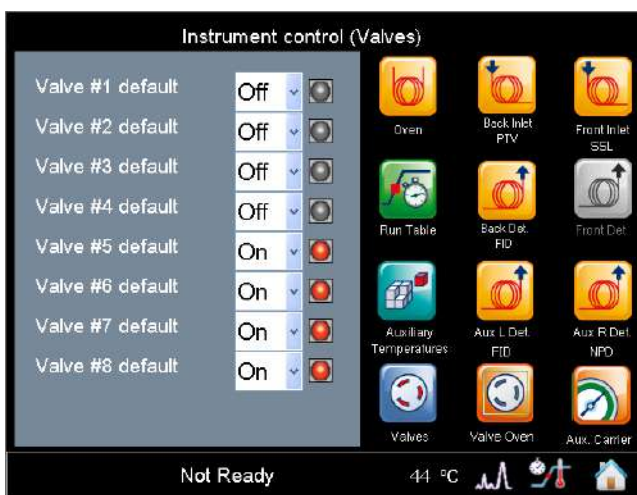 Instrument control (Valves)
Valve #1 default Off
Valve #2 default Off
Valve #3 default Off
Valve #4 default Off
Valve #5 default On
Valve #6 default On
Valve #7 default On
Valve #8 default On
Oven
Back Inlet
PTV
Front Inlet
SSL
Run Table
Back Det.
FID
Front Det.
Auxiliary
Temperatures
Aux L Det.
FID
Aux R Det.
NPD
Valves
Valve Oven
Aux. Carrier
Not Ready
44 ºC